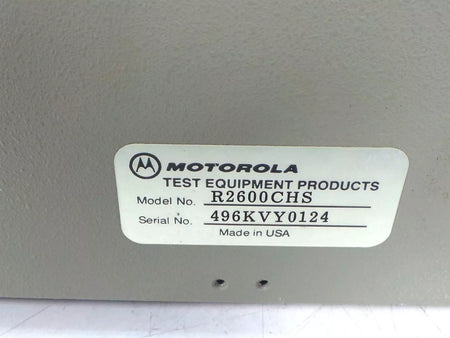 MOTOROLA
TEST EQUIPMENT PRODUCTS
Model No. R2600CHS
Serial No. 496KVY0124
Made in USA